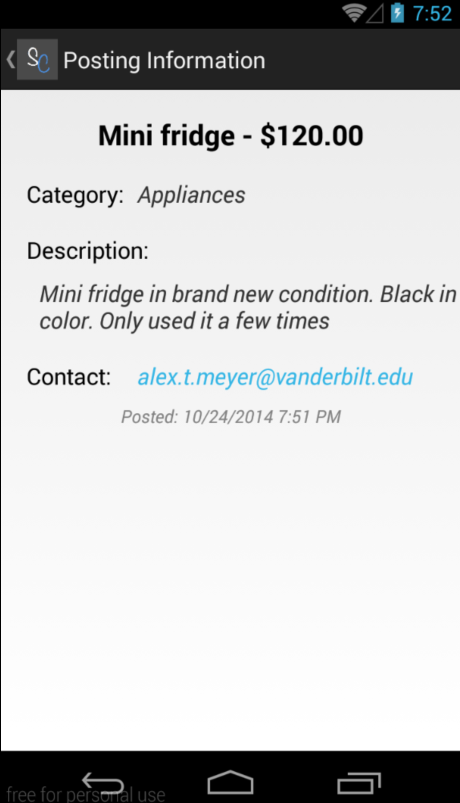 7:52
SC Posting Information
Mini fridge - $120.00
Category: Appliances
Description:
Mini fridge in brand new condition. Black in
color. Only used it a few times
Contact: alex.t.meyer@vanderbilt.edu
Posted: 10/24/2014 7:51 PM
free for personal use